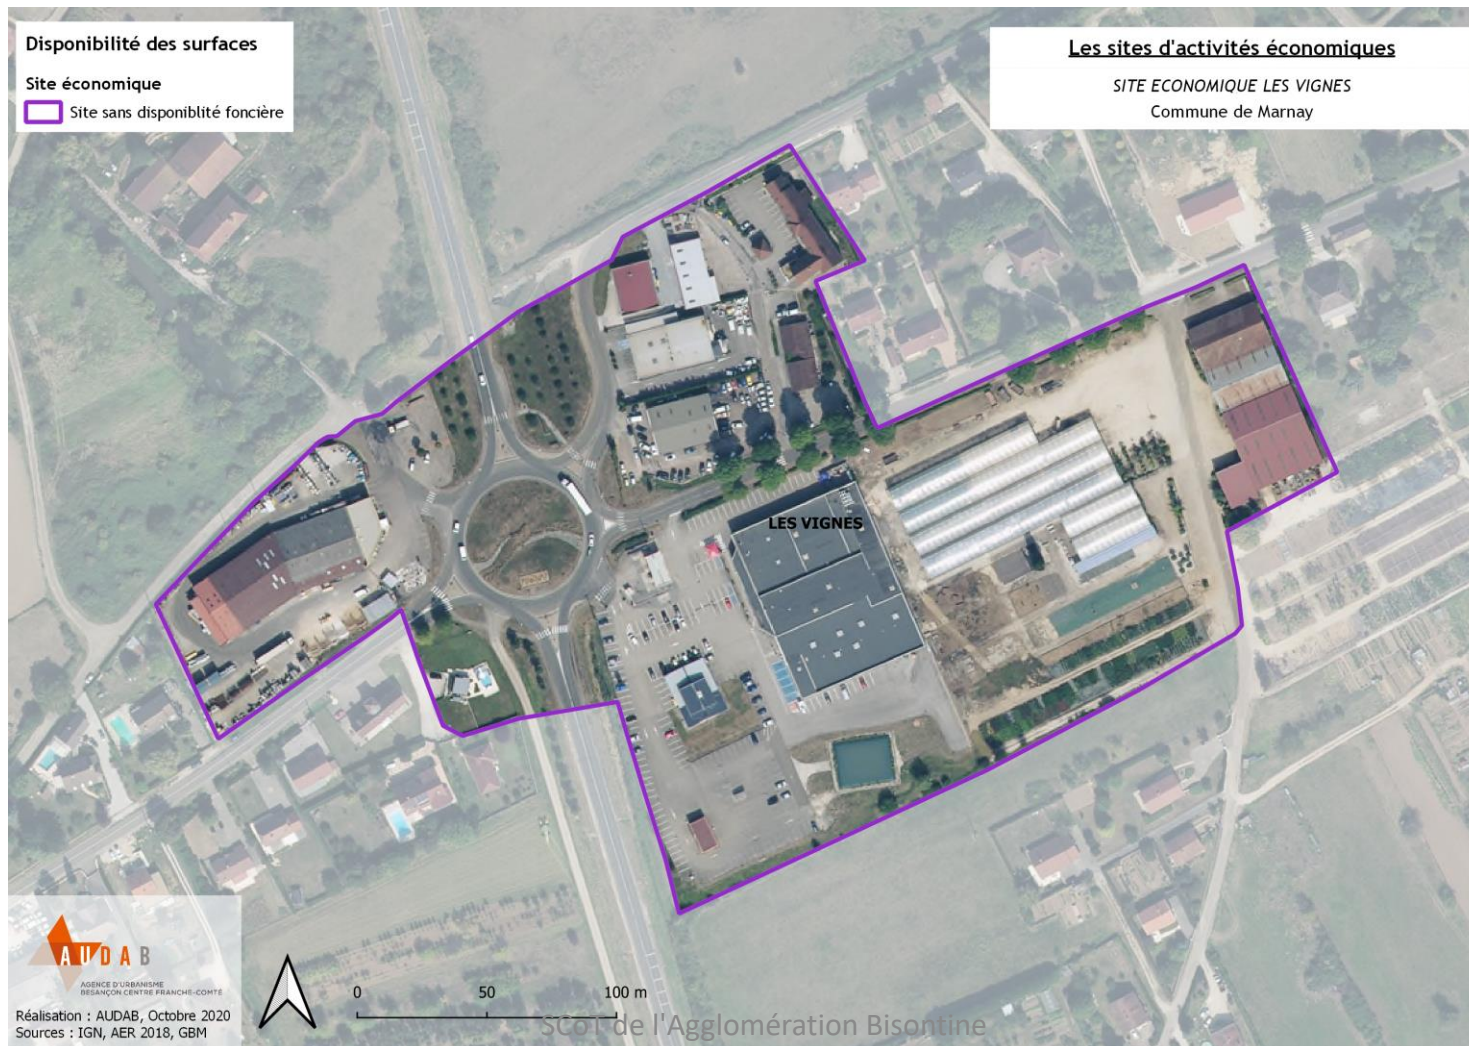 Disponibilité des surfaces
Site économique
Site sans disponiblité foncière
Les sites d'activités économiques
SITE ECONOMIQUE LES VIGNES
Commune de Marnay
LES VIGNES
AUDAB
AGENCE D'URBANISME
BESANÇON CENTRE FRANCHE-COMTÉ
Réalisation : AUDAB, Octobre 2020
Sources : IGN, AER 2018, GBM
0 50 100 m
SCoT de l'Agglomération Bisontine